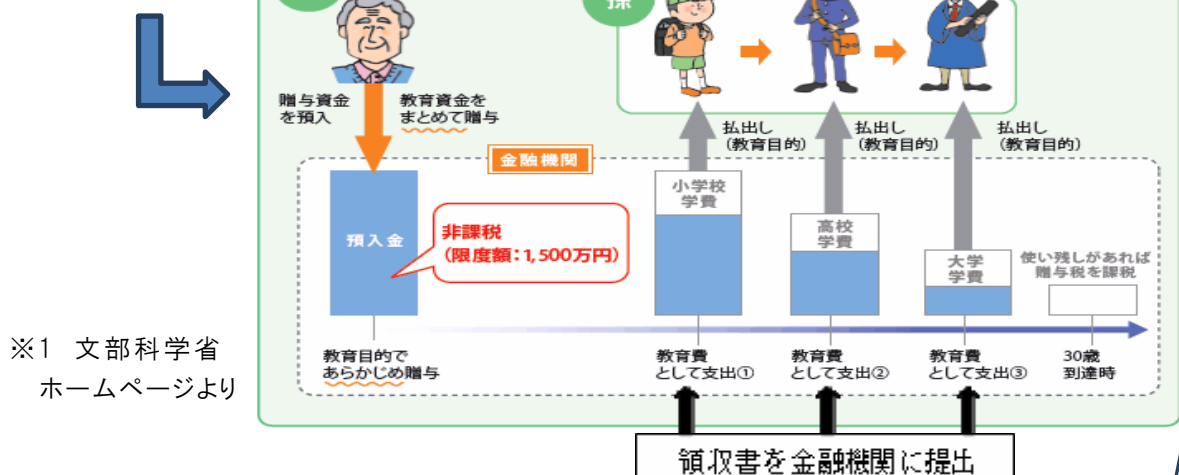 孫
贈与資金
を預入
教育資金を
まとめて贈与
払出し
(教育目的)
払出し
(教育目的)
払出し
(教育目的)
金融機関
預入金
非課税
(限度額:1,500万円)
小学校
学費
高校
学費
大学
学費
使い残しがあれば
贈与税を課税
※1 文部科学省
ホームページより
教育目的で
あらかじめ贈与
教育費
として支出①
教育費
として支出②
教育費
として支出③
30歳
到達時
領収書を金融機関に提出